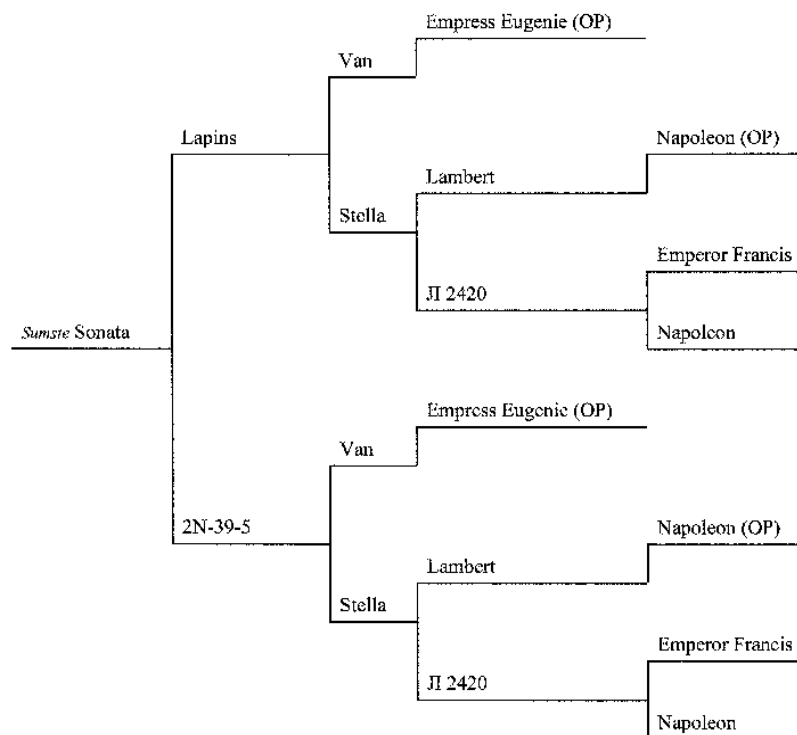 Empress Eugenie (OP)
Van
Lapins
Napoleon (OP)
Lambert
Stella
Emperor Francis
JI 2420
Napoleon
Sumste Sonata
Empress Eugenie (OP)
Van
2N-39-5
Napoleon (OP)
Lambert
Stella
Emperor Francis
JI 2420
Napoleon